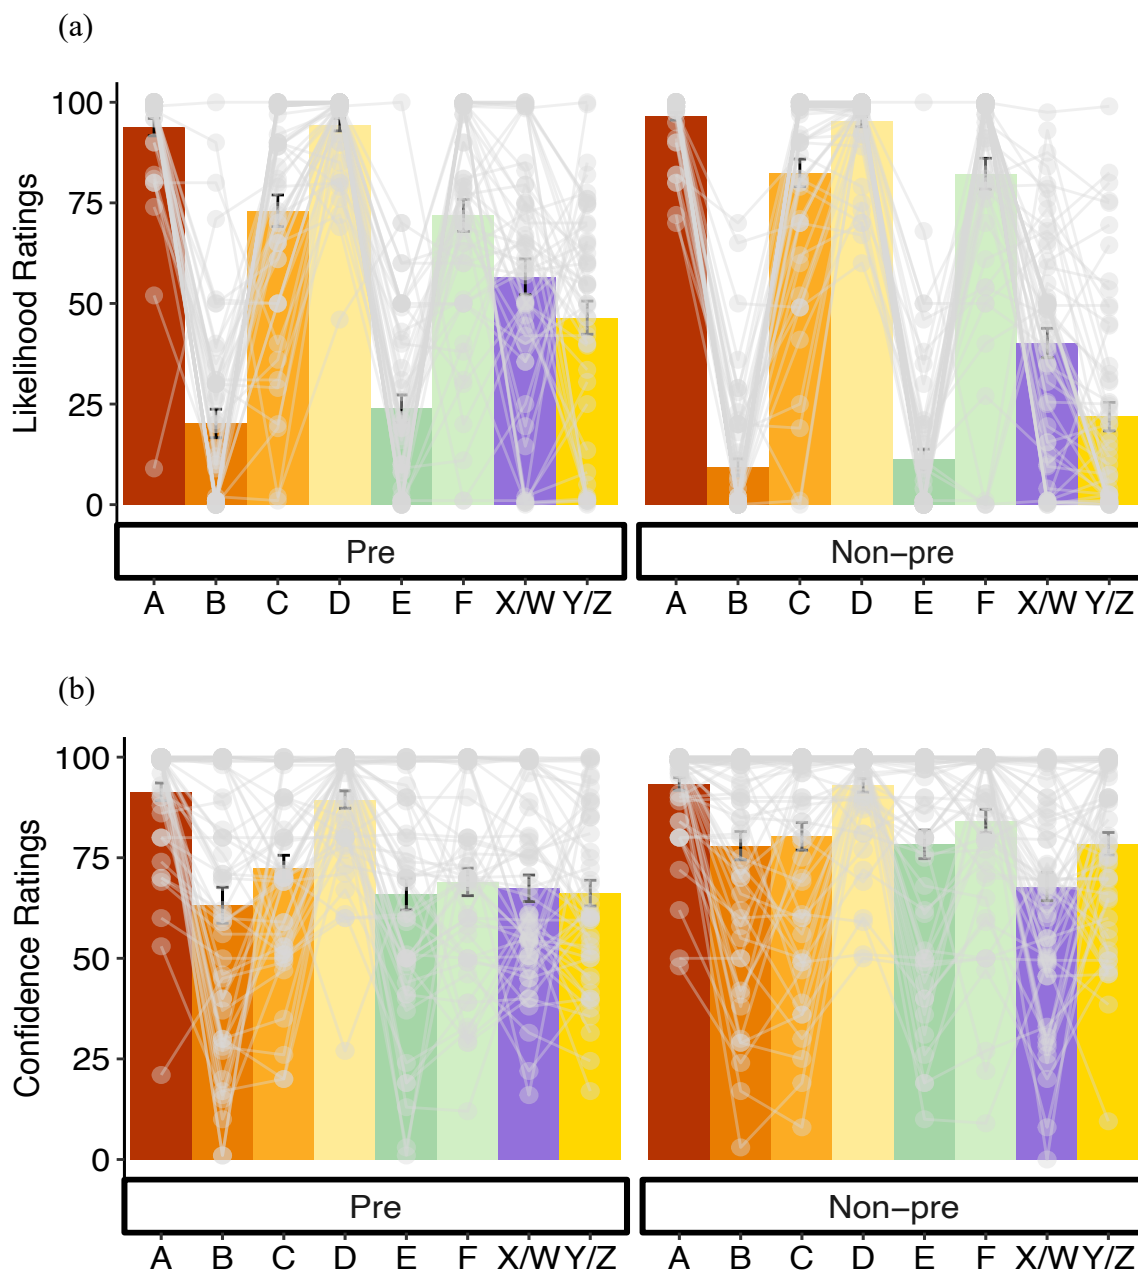 (a)
Likelihood Ratings
100
75
50
25
0
Pre
Non−pre
A B C D E F X/W Y/Z
A B C D E F X/W Y/Z
(b)
Confidence Ratings
100
75
50
25
0
Pre
Non−pre
A B C D E F X/W Y/Z
A B C D E F X/W Y/Z